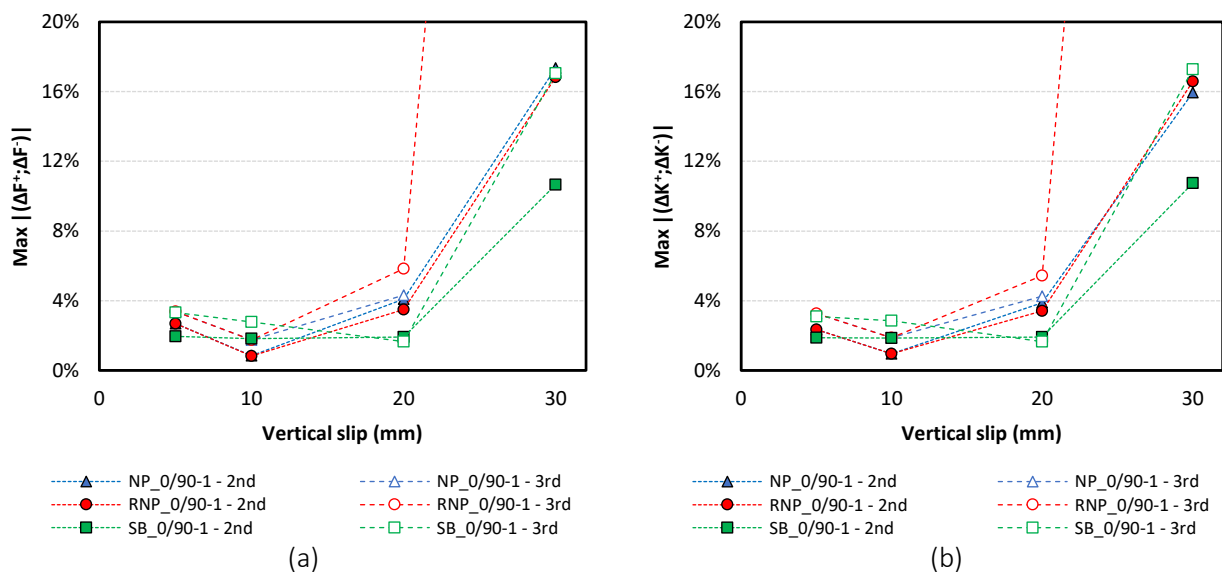 20%
16%
12%
8%
4%
0%
0
10
20
30
Max | (ΔF⁺;ΔF⁻)|
Vertical slip (mm)
NP_0/90-1 - 2nd
NP_0/90-1 - 3rd
RNP_0/90-1 - 2nd
RNP_0/90-1 - 3rd
SB_0/90-1 - 2nd
SB_0/90-1 - 3rd
(a)
20%
16%
12%
8%
4%
0%
0
10
20
30
Max | (ΔK⁺;ΔK⁻)|
Vertical slip (mm)
NP_0/90-1 - 2nd
NP_0/90-1 - 3rd
RNP_0/90-1 - 2nd
RNP_0/90-1 - 3rd
SB_0/90-1 - 2nd
SB_0/90-1 - 3rd
(b)